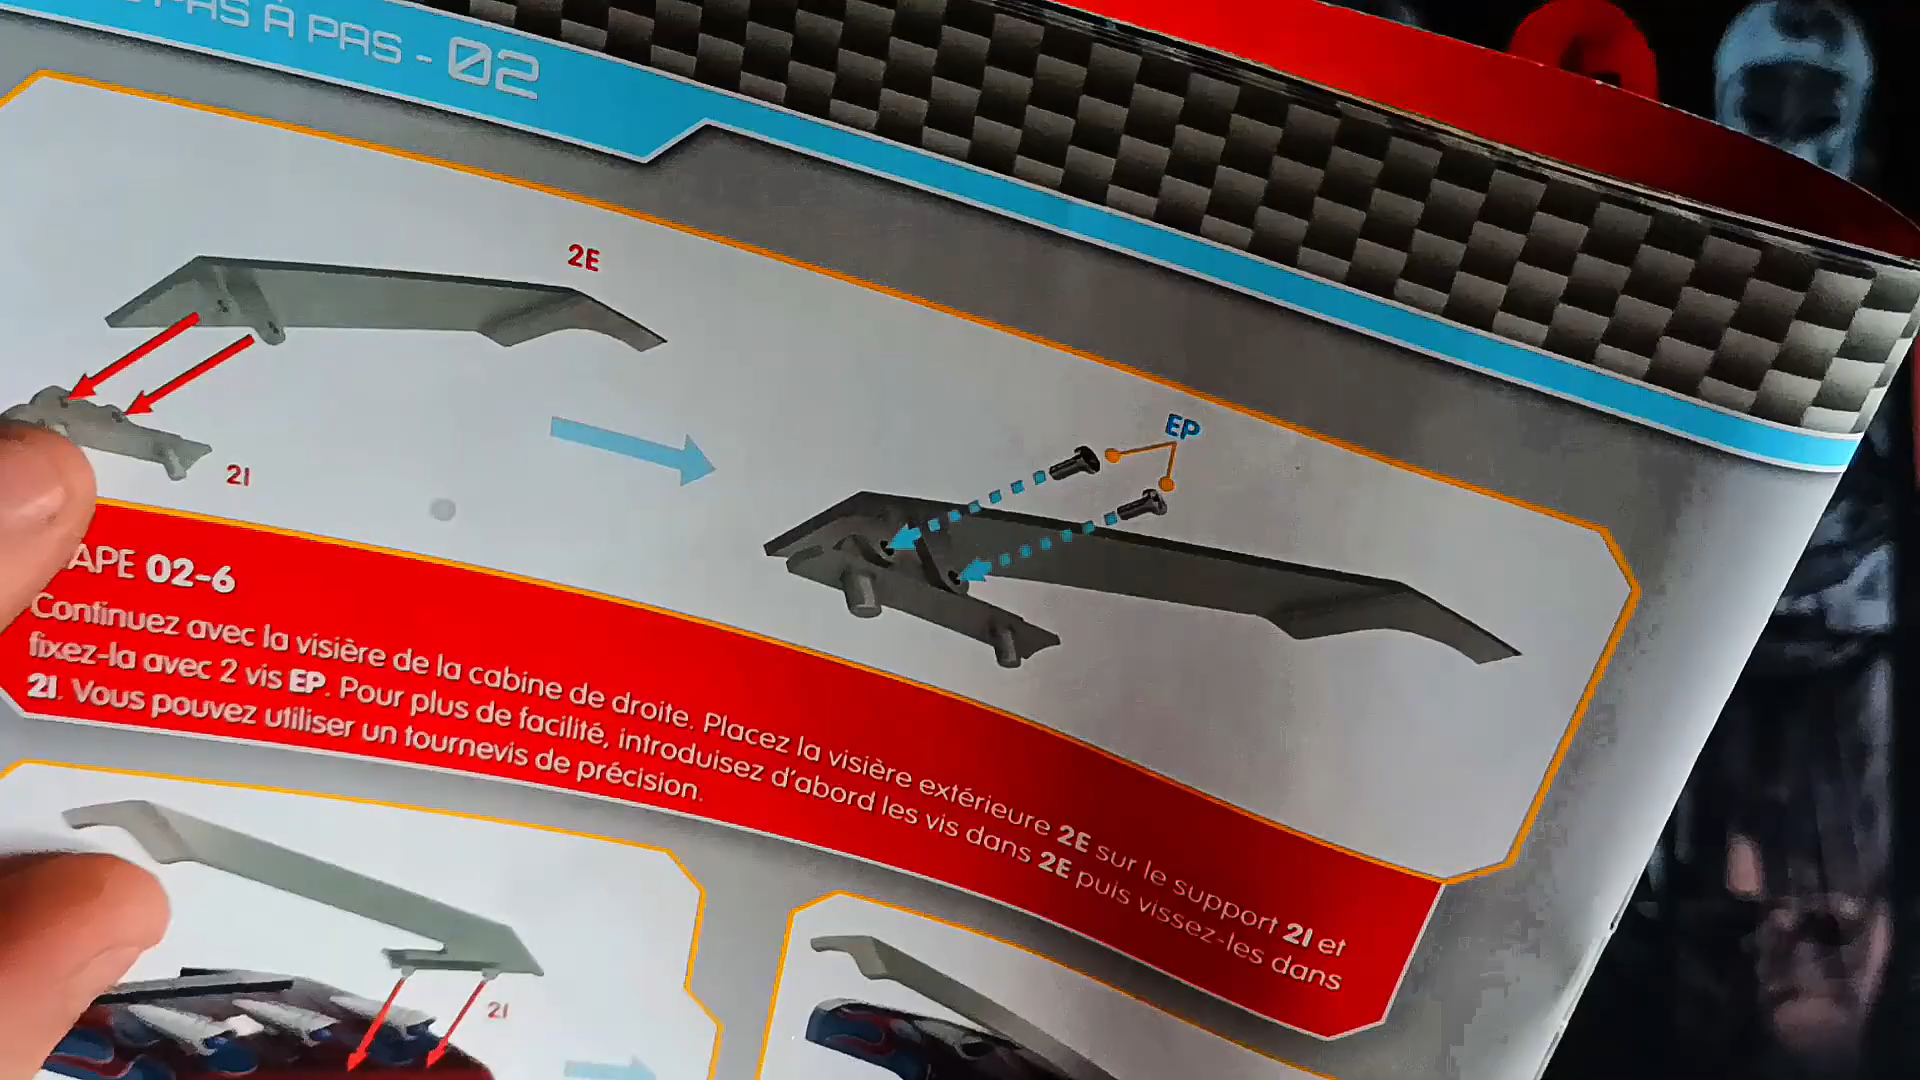 PAS À PAS - 02
2E
EP
2I
APE 02-6
Continuez avec la visière de la cabine de droite. Placez la visière extérieure 2E sur le support 2I et
fixez-la avec 2 vis EP. Pour plus de facilité, introduisez d'abord les vis dans 2E puis vissez-les dans
2I. Vous pouvez utiliser un tournevis de précision.
2I